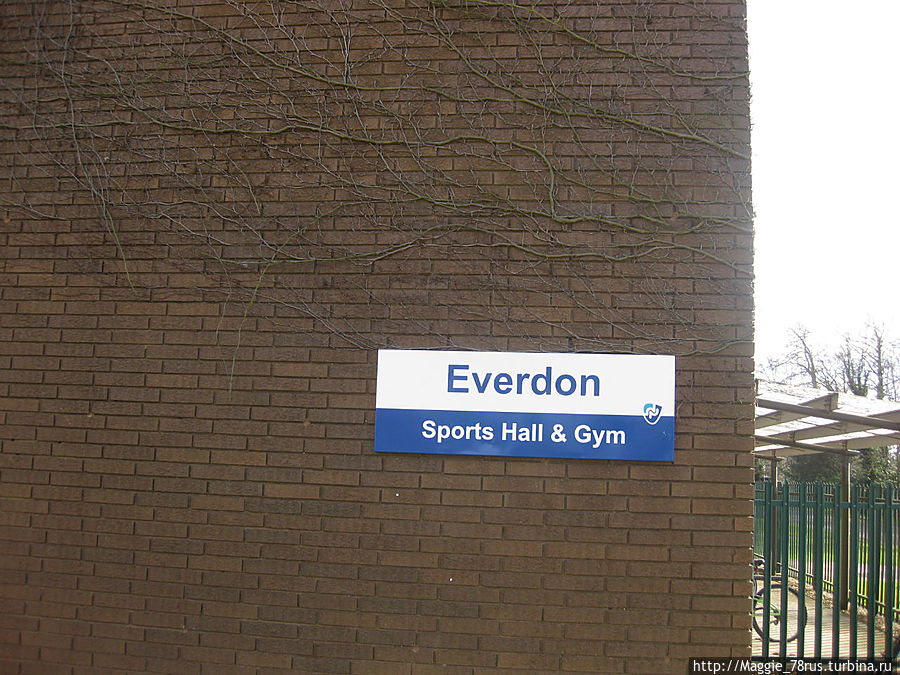 Everdon
Sports Hall & Gym
http://Maggie_78rus.turbina.ru